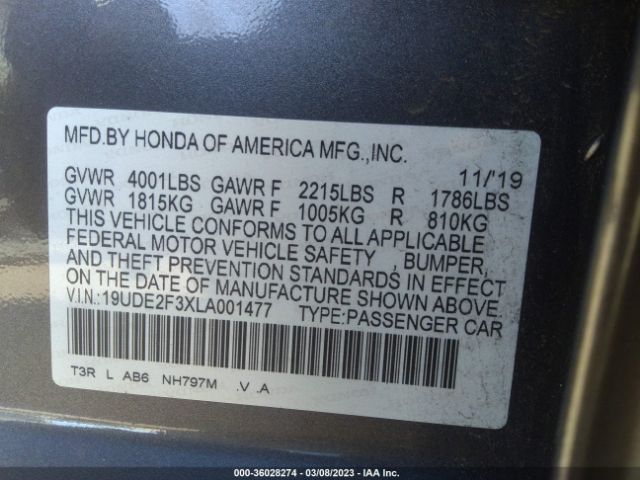 MFD.BY HONDA OF AMERICA MFG.,INC.
11/'19
GVWR 4001LBS GAWR F 2215LBS R 1786LBS
GVWR 1815KG GAWR F 1005KG R 810KG
THIS VEHICLE CONFORMS TO ALL APPLICABLE
FEDERAL MOTOR VEHICLE SAFETY , BUMPER,
AND THEFT PREVENTION STANDARDS IN EFFECT
ON THE DATE OF MANUFACTURE SHOWN ABOVE.
V.I.N.:19UDE2F3XLA001477 TYPE:PASSENGER CAR
T3R L AB6 NH797M .V .A
000-36028274 — 03/08/2023 — IAA Inc.